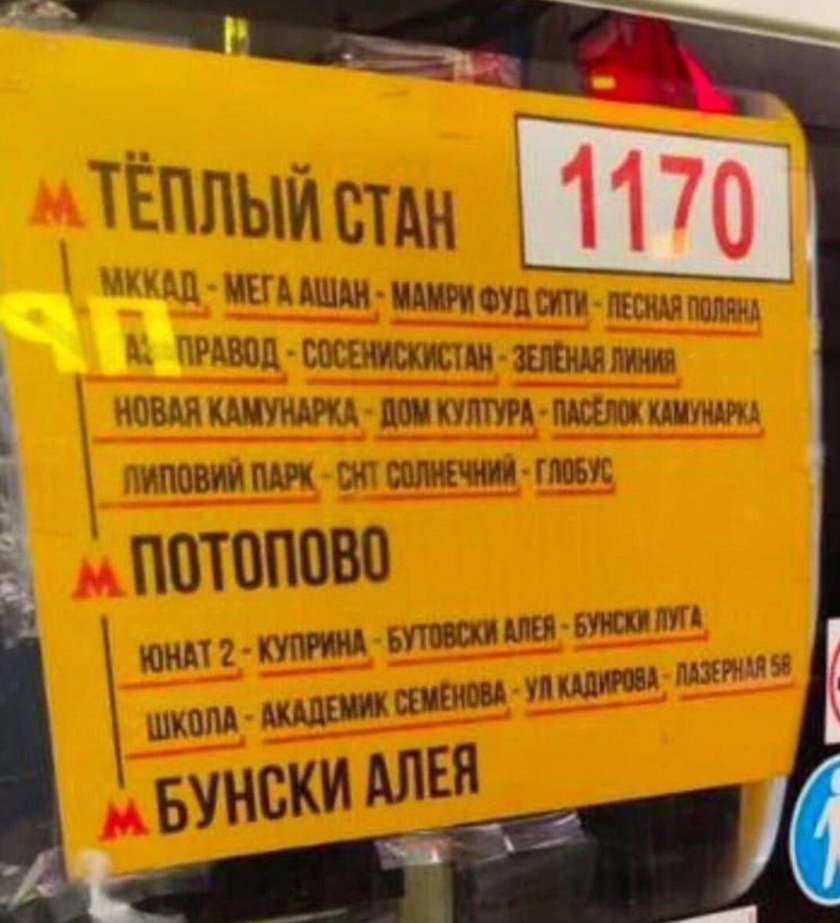 1170
ТЁПЛЫЙ СТАН
МККАД - МЕГА АШАН - МАМРИ ФУД СИТИ - ЛЕСНАЯ ПОЛЯНА
ПРАВОД - СОСЕНИСКИСТАН - ЗЕЛЁНАЯ ЛИНИЯ
НОВАЯ КАМУНАРКА - ДОМ КУЛТУРА - ПАСЁЛОК КАМУНАРКА
ЛИПОВИЙ ПАРК - СНТ СОЛНЕЧНИЙ - ГЛОБУС
ПОТОПОВО
ЮНАТ 2 - КУПРИНА - БУТОВСКИ АЛЕЯ - БУНСКИ ЛУГА
ШКОЛА - АКАДЕМИК СЕМЁНОВА - УЛ КАДИРОВА - ЛАЗЕРНАЯ 5В
БУНСКИ АЛЕЯ